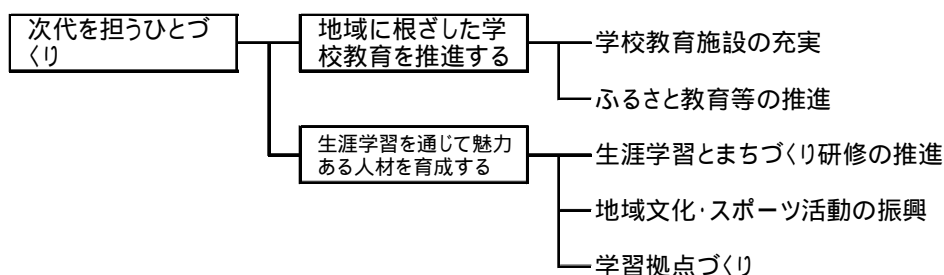 次代を担うひとづ
くり
地域に根ざした学
校教育を推進する
学校教育施設の充実
ふるさと教育等の推進
生涯学習を通じて魅力
ある人材を育成する
生涯学習とまちづくり研修の推進
地域文化・スポーツ活動の振興
学習拠点づくり